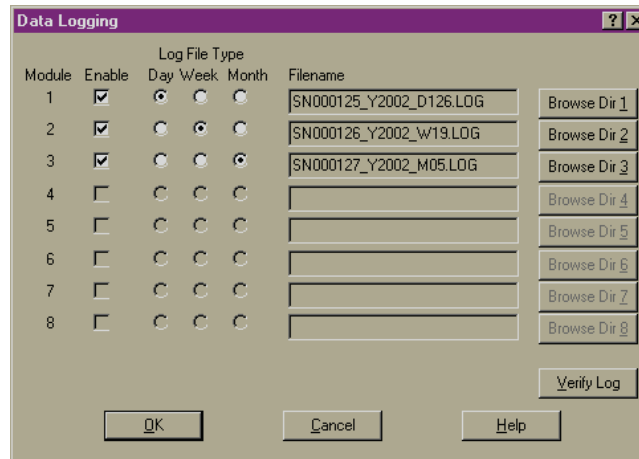 Data Logging
Log File Type
Module Enable Day Week Month Filename
1 SN000125_Y2002_D126.LOG Browse Dir 1
2 SN000126_Y2002_W19.LOG Browse Dir 2
3 SN000127_Y2002_M05.LOG Browse Dir 3
4 Browse Dir 4
5 Browse Dir 5
6 Browse Dir 6
7 Browse Dir 7
8 Browse Dir 8
Verify Log
OK Cancel Help